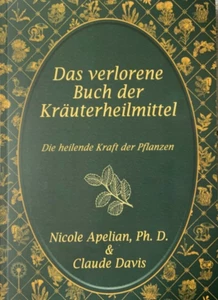 Das verlorene
Buch der
Kräuterheilmittel
Die heilende Kraft der Pflanzen
Nicole Apelian, Ph. D.
&
Claude Davis